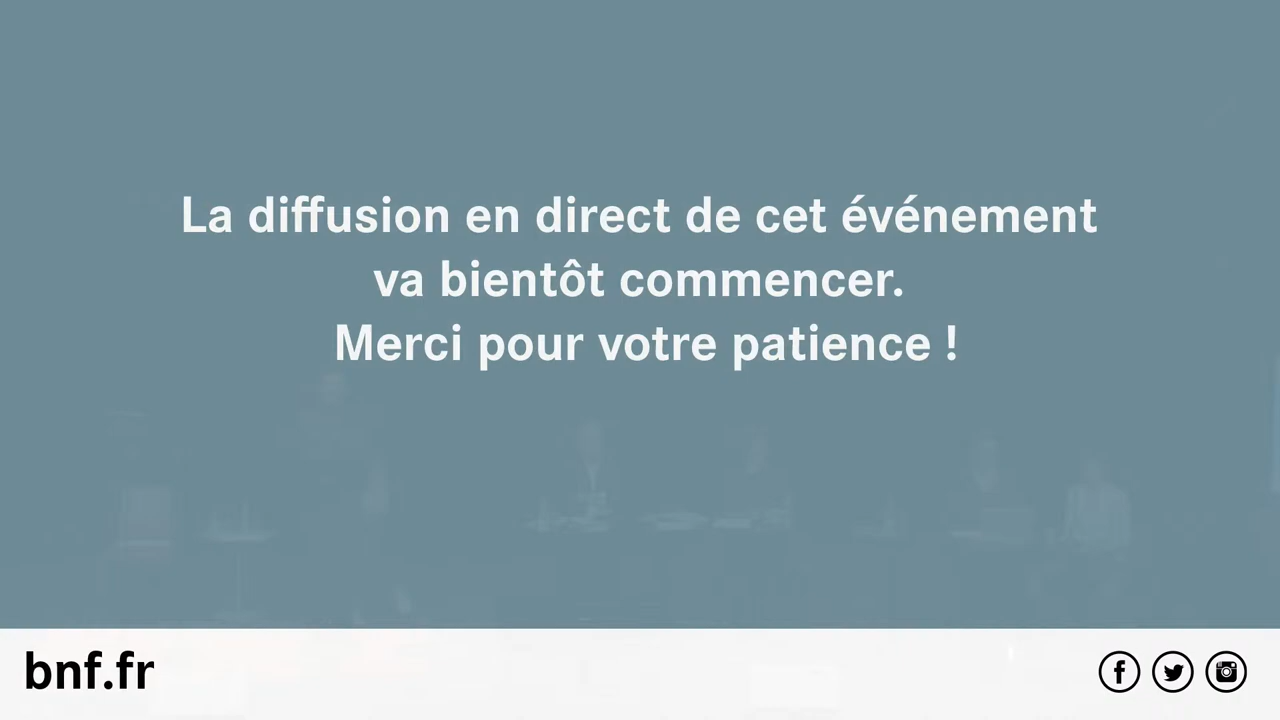 La diffusion en direct de cet événement
va bientôt commencer.
Merci pour votre patience !
bnf.fr